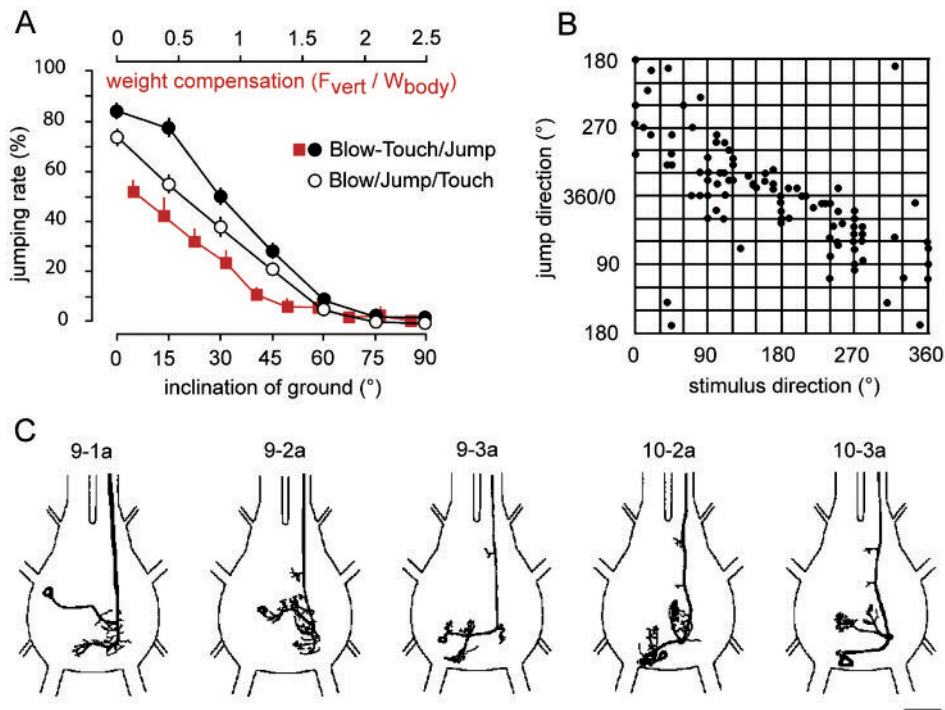 A
0 0.5 1 1.5 2 2.5
weight compensation (Fvert / Wbody)
100
80
60
40
20
0
jumping rate (%)
Blow-Touch/Jump
Blow/Jump/Touch
0 15 30 45 60 75 90
inclination of ground (°)
B
180
270
360/0
90
180
jump direction (°)
0 90 180 270 360
stimulus direction (°)
C
9-1a 9-2a 9-3a 10-2a 10-3a